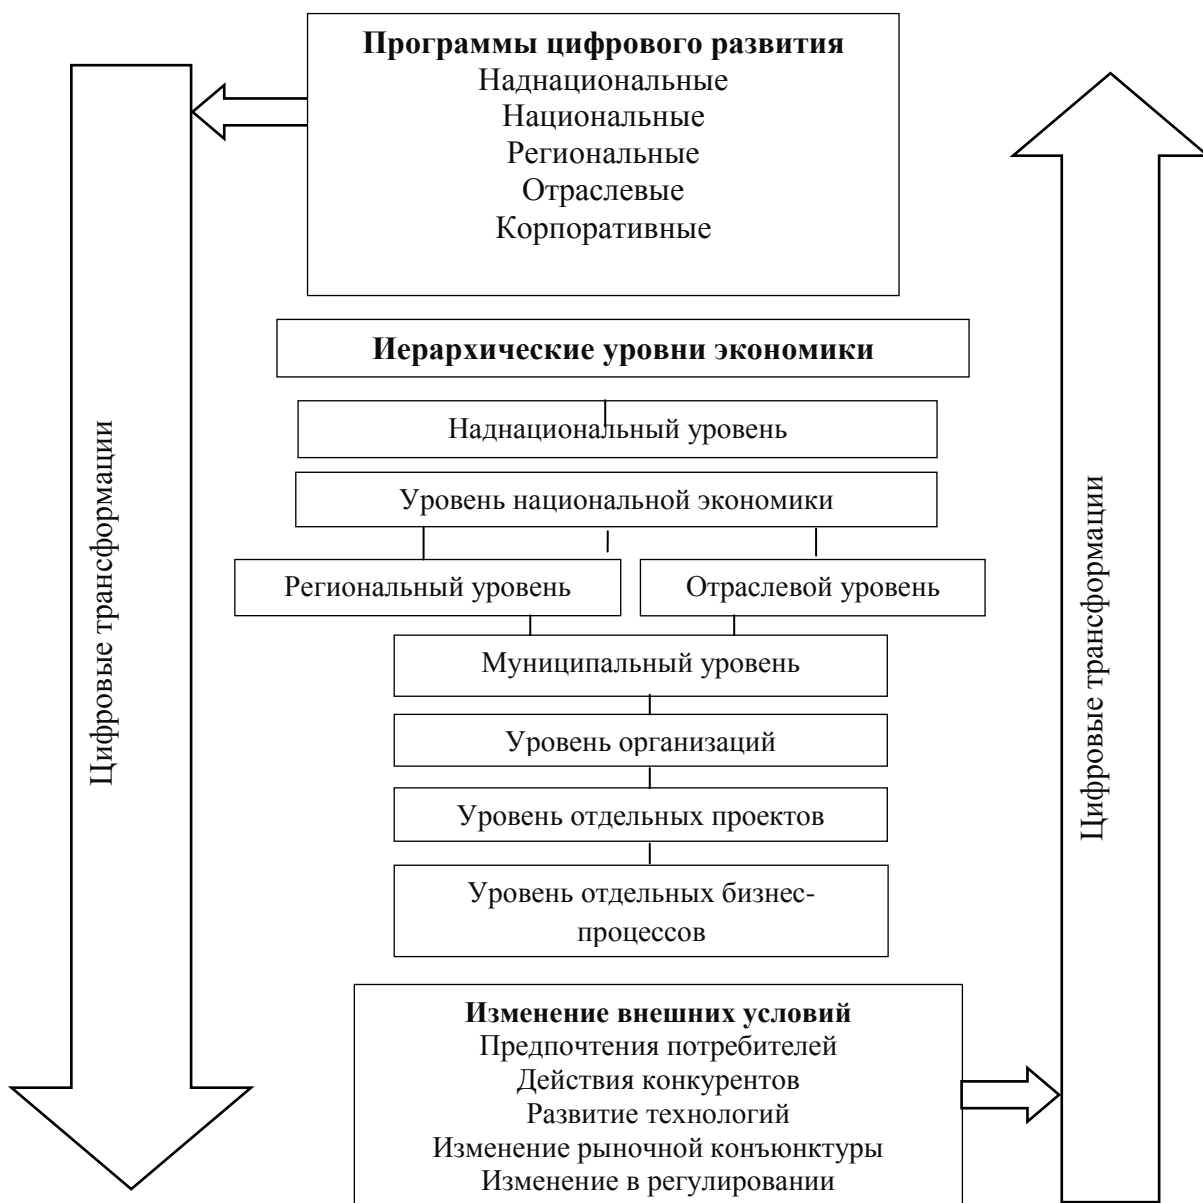 Программы цифрового развития
Наднациональные
Национальные
Региональные
Отраслевые
Корпоративные
Иерархические уровни экономики
Наднациональный уровень
Уровень национальной экономики
Региональный уровень
Отраслевой уровень
Муниципальный уровень
Уровень организаций
Уровень отдельных проектов
Уровень отдельных бизнес-
процессов
Изменение внешних условий
Предпочтения потребителей
Действия конкурентов
Развитие технологий
Изменение рыночной конъюнктуры
Изменение в регулировании
Цифровые трансформации
Цифровые трансформации